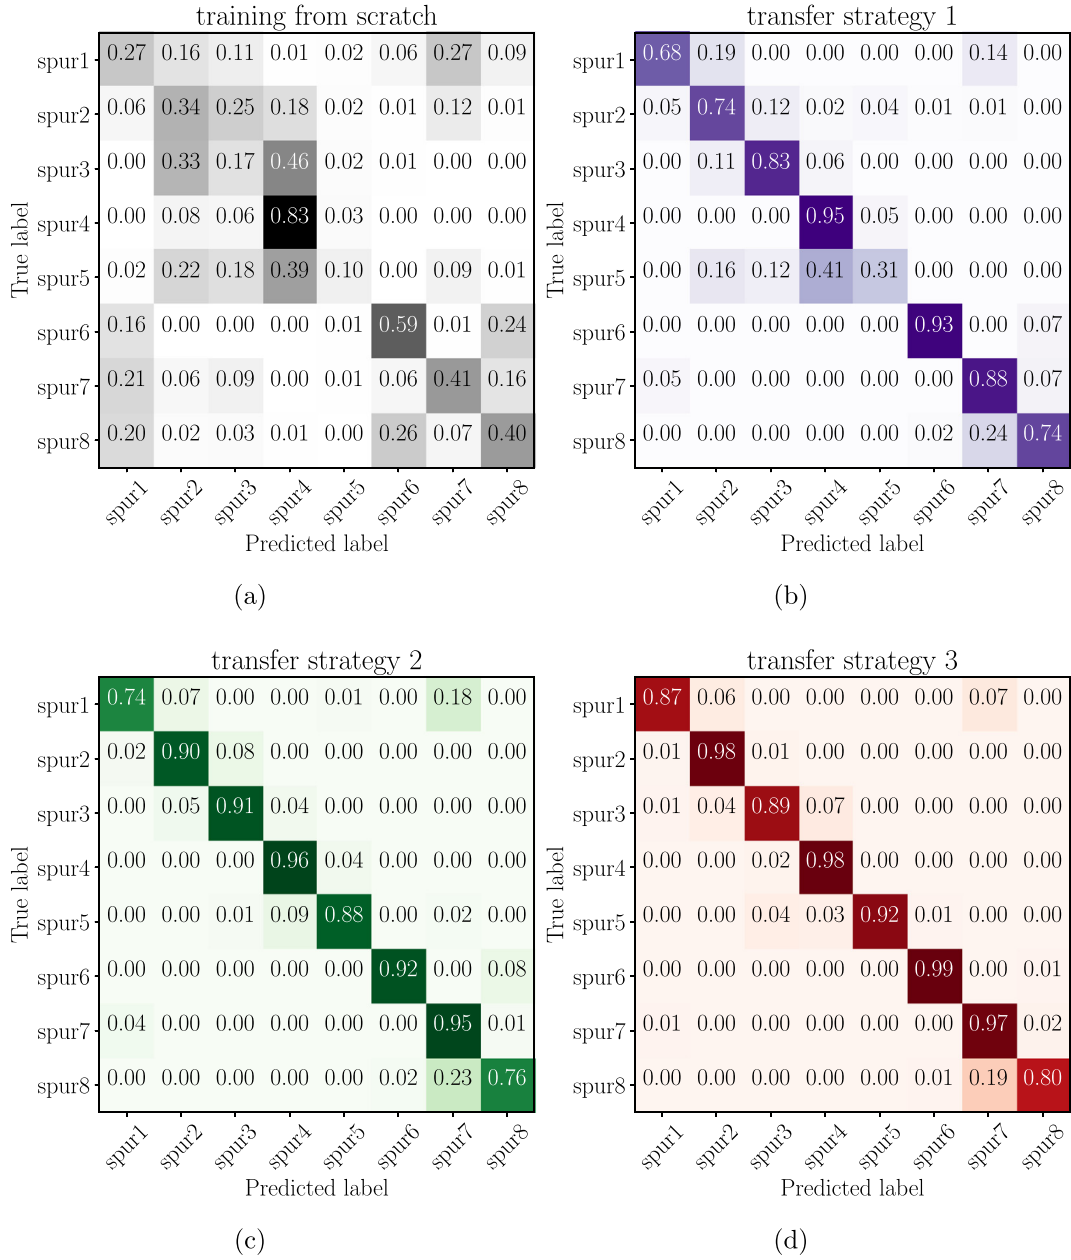 training from scratch
spur1 0.27 0.16 0.11 0.01 0.02 0.06 0.27 0.09
spur2 0.06 0.34 0.25 0.18 0.02 0.01 0.12 0.01
spur3 0.00 0.33 0.17 0.46 0.02 0.01 0.00 0.00
spur4 0.00 0.08 0.06 0.83 0.03 0.00 0.00 0.00
spur5 0.02 0.22 0.18 0.39 0.10 0.00 0.09 0.01
spur6 0.16 0.00 0.00 0.00 0.01 0.59 0.01 0.24
spur7 0.21 0.06 0.09 0.00 0.01 0.06 0.41 0.16
spur8 0.20 0.02 0.03 0.01 0.00 0.26 0.07 0.40
True label
spur1 spur2 spur3 spur4 spur5 spur6 spur7 spur8
Predicted label
(a)
transfer strategy 1
spur1 0.68 0.19 0.00 0.00 0.00 0.00 0.14 0.00
spur2 0.05 0.74 0.12 0.02 0.04 0.01 0.01 0.00
spur3 0.00 0.11 0.83 0.06 0.00 0.00 0.00 0.00
spur4 0.00 0.00 0.00 0.95 0.05 0.00 0.00 0.00
spur5 0.00 0.16 0.12 0.41 0.31 0.00 0.00 0.00
spur6 0.00 0.00 0.00 0.00 0.00 0.93 0.00 0.07
spur7 0.05 0.00 0.00 0.00 0.00 0.00 0.88 0.07
spur8 0.00 0.00 0.00 0.00 0.00 0.02 0.24 0.74
True label
spur1 spur2 spur3 spur4 spur5 spur6 spur7 spur8
Predicted label
(b)
transfer strategy 2
spur1 0.74 0.07 0.00 0.00 0.01 0.00 0.18 0.00
spur2 0.02 0.90 0.08 0.00 0.00 0.00 0.00 0.00
spur3 0.00 0.05 0.91 0.04 0.00 0.00 0.00 0.00
spur4 0.00 0.00 0.00 0.96 0.04 0.00 0.00 0.00
spur5 0.00 0.00 0.01 0.09 0.88 0.00 0.02 0.00
spur6 0.00 0.00 0.00 0.00 0.00 0.92 0.00 0.08
spur7 0.04 0.00 0.00 0.00 0.00 0.00 0.95 0.01
spur8 0.00 0.00 0.00 0.00 0.00 0.02 0.23 0.76
True label
spur1 spur2 spur3 spur4 spur5 spur6 spur7 spur8
Predicted label
(c)
transfer strategy 3
spur1 0.87 0.06 0.00 0.00 0.00 0.00 0.07 0.00
spur2 0.01 0.98 0.01 0.00 0.00 0.00 0.00 0.00
spur3 0.01 0.04 0.89 0.07 0.00 0.00 0.00 0.00
spur4 0.00 0.00 0.02 0.98 0.00 0.00 0.00 0.00
spur5 0.00 0.00 0.04 0.03 0.92 0.01 0.00 0.00
spur6 0.00 0.00 0.00 0.00 0.00 0.99 0.00 0.01
spur7 0.01 0.00 0.00 0.00 0.00 0.00 0.97 0.02
spur8 0.00 0.00 0.00 0.00 0.00 0.01 0.19 0.80
True label
spur1 spur2 spur3 spur4 spur5 spur6 spur7 spur8
Predicted label
(d)